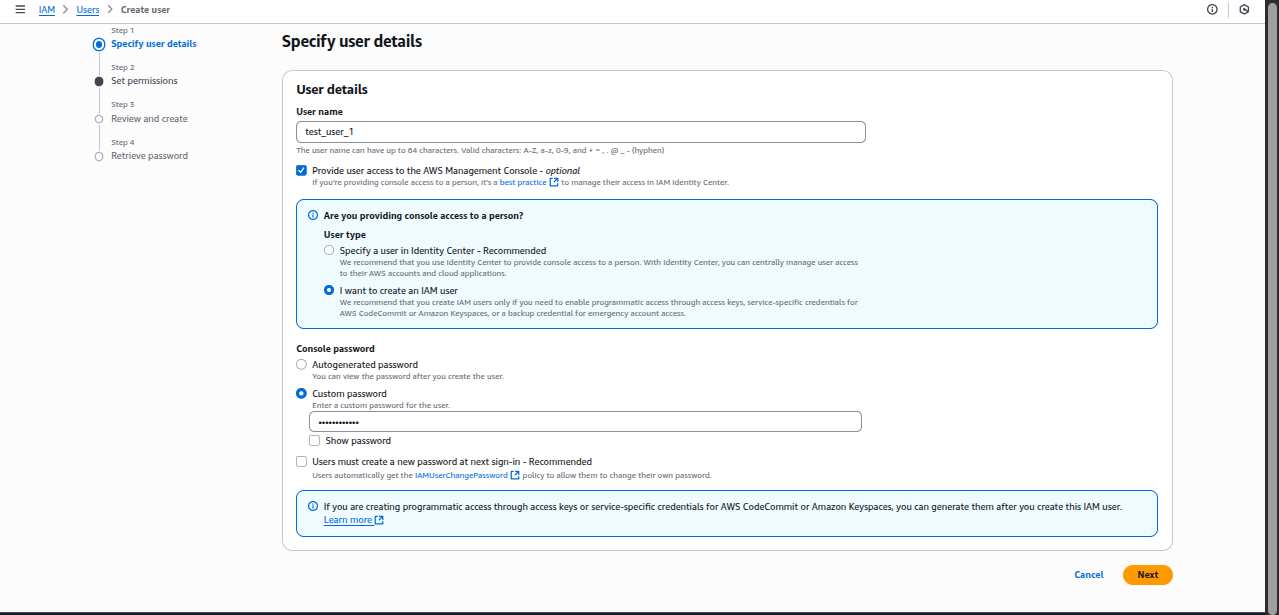 IAM > Users > Create user
Step 1
Specify user details
Step 2
Set permissions
Step 3
Review and create
Step 4
Retrieve password
Specify user details
User details
User name
test_user_1
The user name can have up to 64 characters. Valid characters: A-Z, a-z, 0-9, and + = , . @ _ - (hyphen)
Provide user access to the AWS Management Console - optional
If you're providing console access to a person, it's a best practice to manage their access in IAM Identity Center.
Are you providing console access to a person?
User type
Specify a user in Identity Center - Recommended
We recommend that you use Identity Center to provide console access to a person. With Identity Center, you can centrally manage user access
to their AWS accounts and cloud applications.
I want to create an IAM user
We recommend that you create IAM users only if you need to enable programmatic access through access keys, service-specific credentials for
AWS CodeCommit or Amazon Keyspaces, or a backup credential for emergency account access.
Console password
Autogenerated password
You can view the password after you create the user.
Custom password
Enter a custom password for the user.
••••••••••••
Show password
Users must create a new password at next sign-in - Recommended
Users automatically get the IAMUserChangePassword policy to allow them to change their own password.
If you are creating programmatic access through access keys or service-specific credentials for AWS CodeCommit or Amazon Keyspaces, you can generate them after you create this IAM user.
Learn more
Cancel
Next